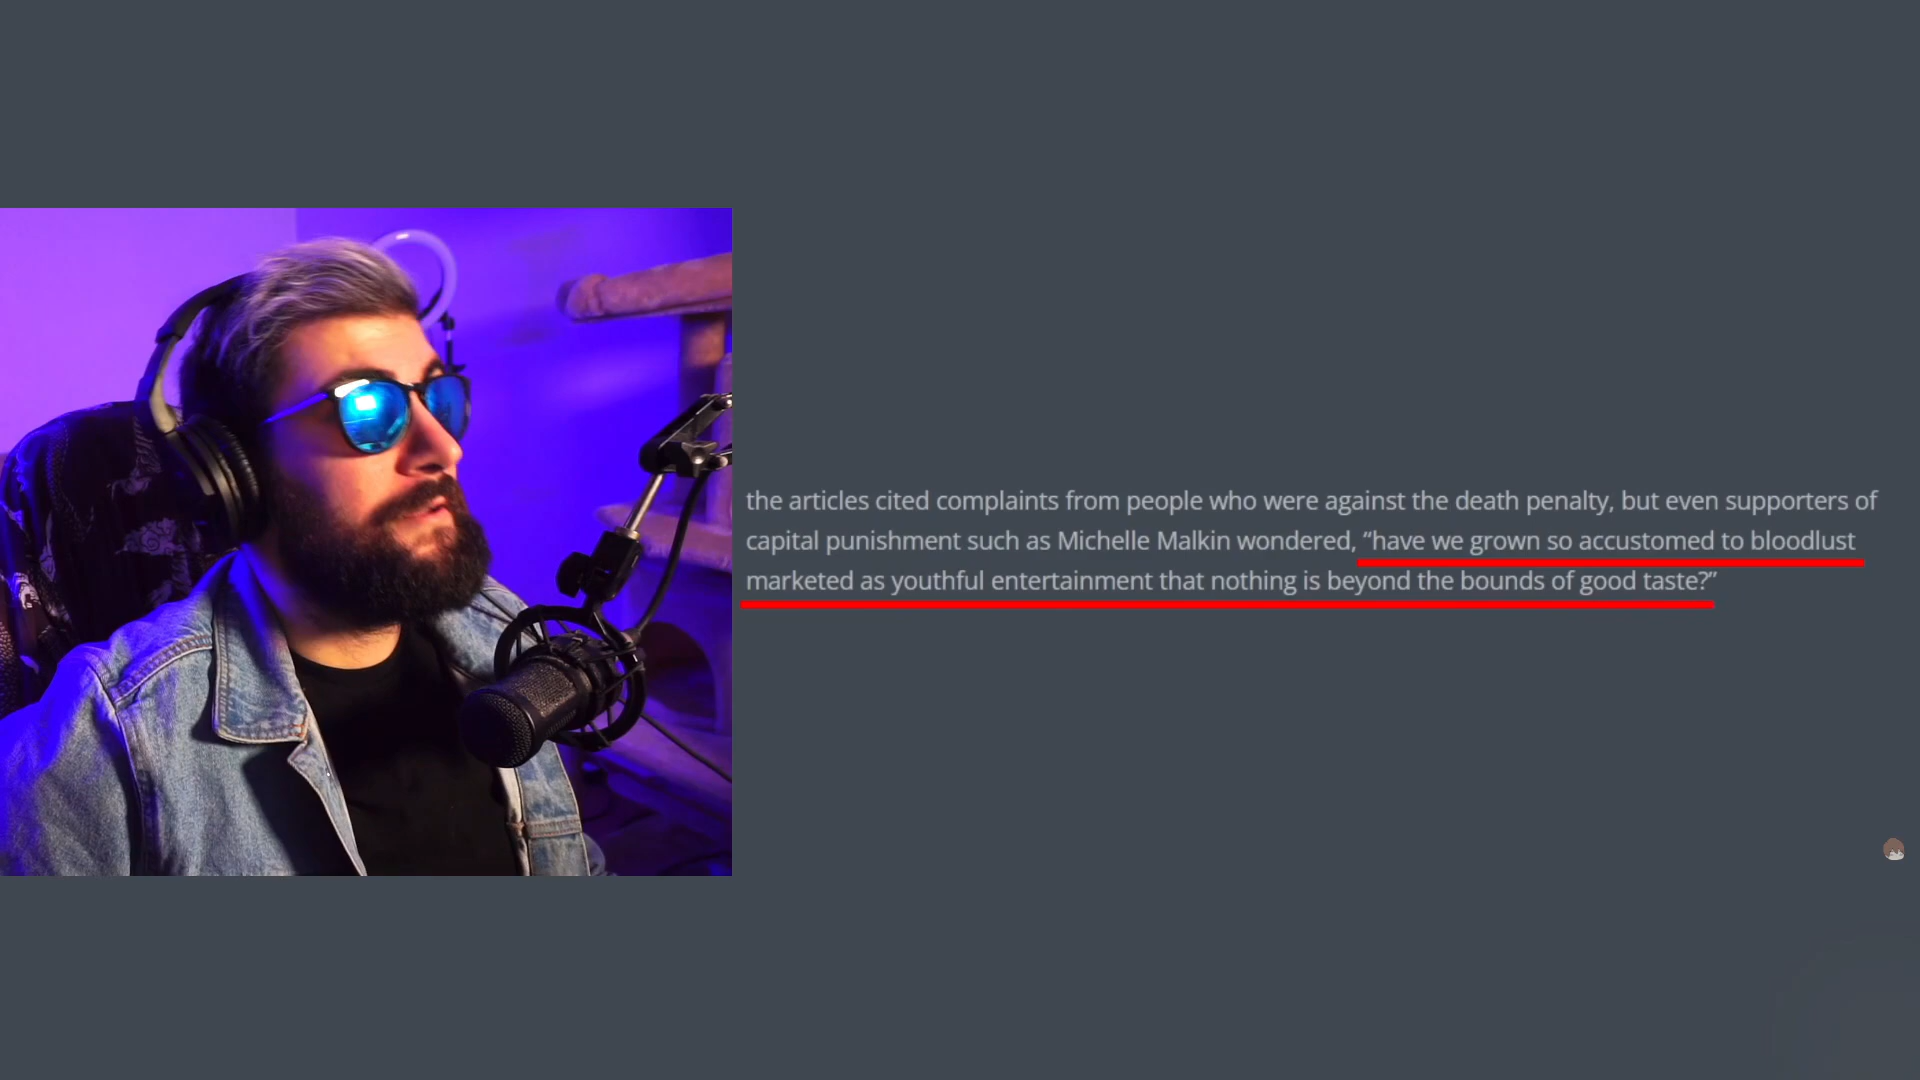 the articles cited complaints from people who were against the death penalty, but even supporters of
capital punishment such as Michelle Malkin wondered, “have we grown so accustomed to bloodlust
marketed as youthful entertainment that nothing is beyond the bounds of good taste?”